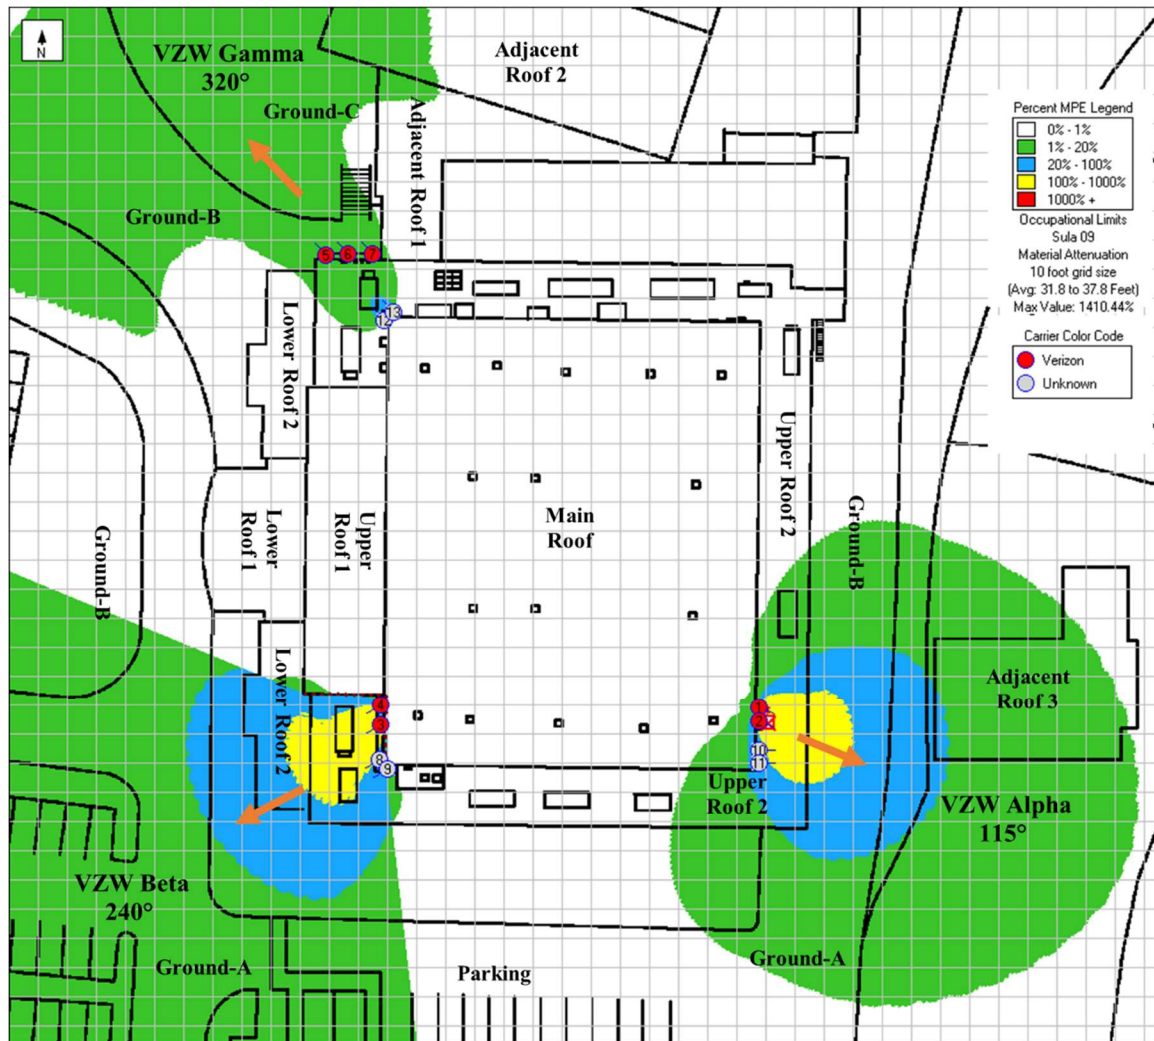 N
VZW Gamma
320°
Adjacent
Roof 2
Ground-C
Adjacent Roof 1
Ground-B
5
6
7
13
12
Lower Roof 2
Percent MPE Legend
0% - 1%
1% - 20%
20% - 100%
100% - 1000%
1000% +
Occupational Limits
Sula 09
Material Attenuation
10 foot grid size
(Avg: 31.8 to 37.8 Feet)
Max Value: 1410.44%
Carrier Color Code
Verizon
Unknown
Upper Roof 2
Ground-B
Lower
Roof 1
Upper
Roof 1
Main
Roof
Ground-B
Lower Roof 2
4
3
8
9
1
2
10
11
Adjacent
Roof 3
Upper
Roof 2
VZW Alpha
115°
VZW Beta
240°
Ground-A
Parking
Ground-A